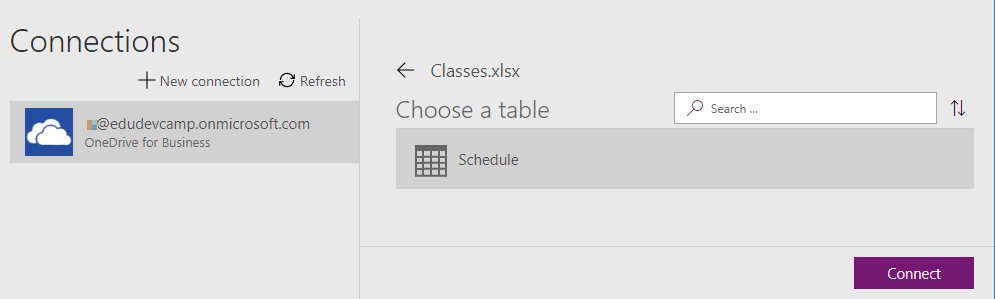 Connections
New connection
Refresh
@edudevcamp.onmicrosoft.com
OneDrive for Business
Classes.xlsx
Choose a table
Search ...
Schedule
Connect